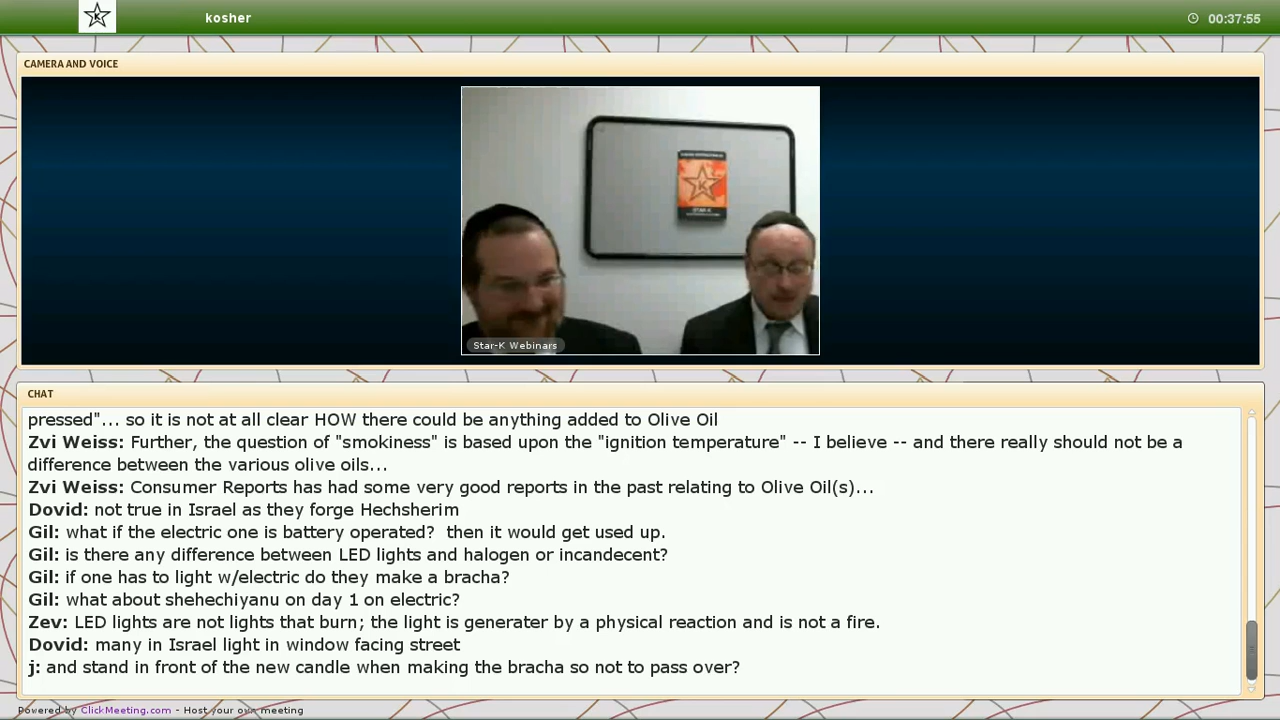 K
kosher
00:37:55
CAMERA AND VOICE
K
STAR-K
Star-K Webinars
CHAT
pressed"... so it is not at all clear HOW there could be anything added to Olive Oil
Zvi Weiss: Further, the question of "smokiness" is based upon the "ignition temperature" -- I believe -- and there really should not be a
difference between the various olive oils...
Zvi Weiss: Consumer Reports has had some very good reports in the past relating to Olive Oil(s)...
Dovid: not true in Israel as they forge Hechsherim
Gil: what if the electric one is battery operated?  then it would get used up.
Gil: is there any difference between LED lights and halogen or incandecent?
Gil: if one has to light w/electric do they make a bracha?
Gil: what about shehechiyanu on day 1 on electric?
Zev: LED lights are not lights that burn; the light is generater by a physical reaction and is not a fire.
Dovid: many in Israel light in window facing street
j: and stand in front of the new candle when making the bracha so not to pass over?
Powered by ClickMeeting.com - Host your own meeting